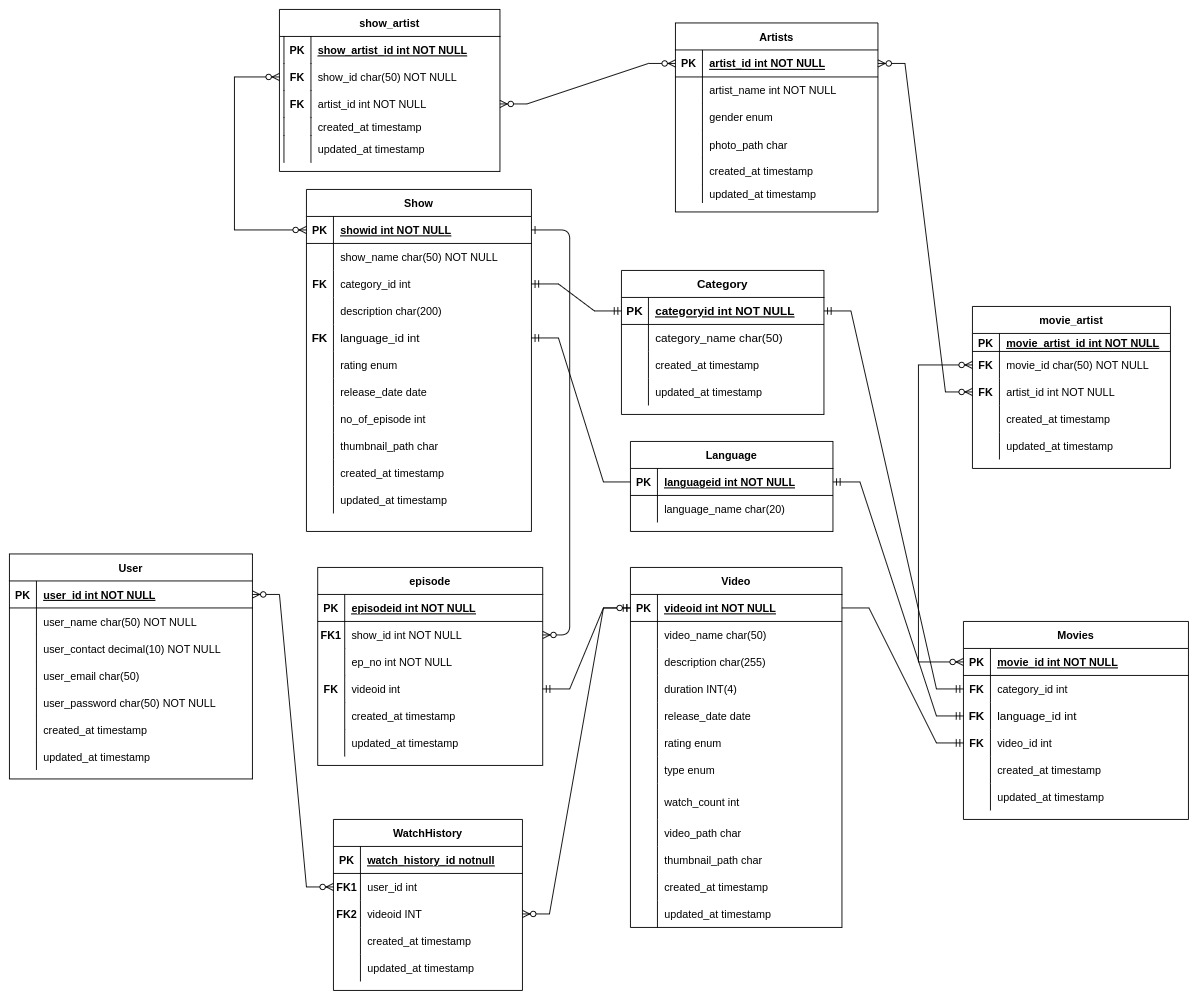 show_artist
PK show_artist_id int NOT NULL
FK show_id char(50) NOT NULL
FK artist_id int NOT NULL
created_at timestamp
updated_at timestamp
Artists
PK artist_id int NOT NULL
artist_name int NOT NULL
gender enum
photo_path char
created_at timestamp
updated_at timestamp
Show
PK showid int NOT NULL
show_name char(50) NOT NULL
FK category_id int
description char(200)
FK language_id int
rating enum
release_date date
no_of_episode int
thumbnail_path char
created_at timestamp
updated_at timestamp
Category
PK categoryid int NOT NULL
category_name char(50)
created_at timestamp
updated_at timestamp
movie_artist
PK movie_artist_id int NOT NULL
FK movie_id char(50) NOT NULL
FK artist_id int NOT NULL
created_at timestamp
updated_at timestamp
Language
PK languageid int NOT NULL
language_name char(20)
User
PK user_id int NOT NULL
user_name char(50) NOT NULL
user_contact decimal(10) NOT NULL
user_email char(50)
user_password char(50) NOT NULL
created_at timestamp
updated_at timestamp
episode
PK episodeid int NOT NULL
FK1 show_id int NOT NULL
ep_no int NOT NULL
FK videoid int
created_at timestamp
updated_at timestamp
Video
PK videoid int NOT NULL
video_name char(50)
description char(255)
duration INT(4)
release_date date
rating enum
type enum
watch_count int
video_path char
thumbnail_path char
created_at timestamp
updated_at timestamp
Movies
PK movie_id int NOT NULL
FK category_id int
FK language_id int
FK video_id int
created_at timestamp
updated_at timestamp
WatchHistory
PK watch_history_id notnull
FK1 user_id int
FK2 videoid INT
created_at timestamp
updated_at timestamp